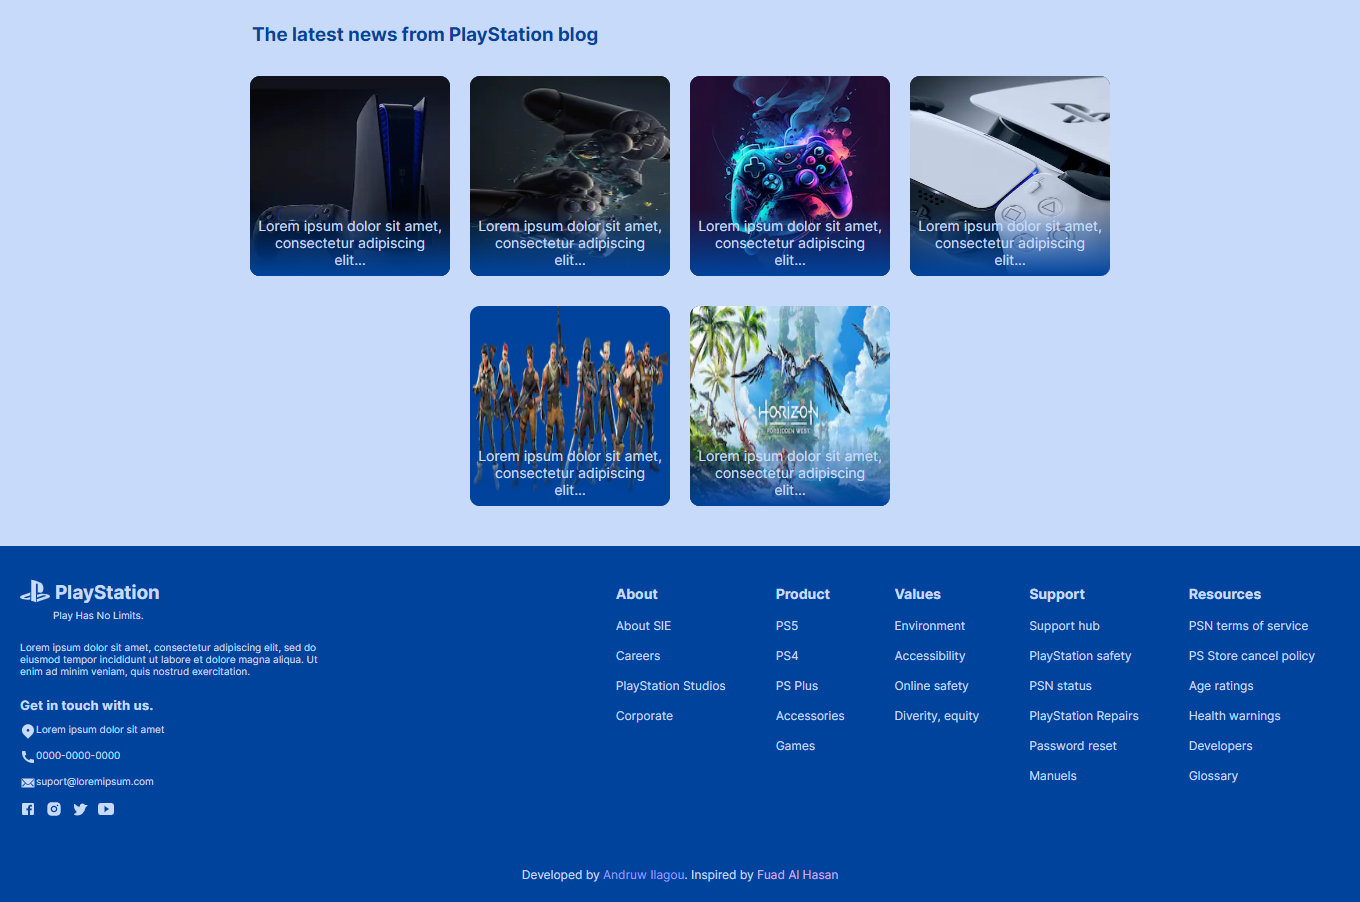 The latest news from PlayStation blog
Lorem ipsum dolor sit amet,
consectetur adipiscing
elit...
Lorem ipsum dolor sit amet,
consectetur adipiscing
elit...
Lorem ipsum dolor sit amet,
consectetur adipiscing
elit...
Lorem ipsum dolor sit amet,
consectetur adipiscing
elit...
Lorem ipsum dolor sit amet,
consectetur adipiscing
elit...
HORIZON
FORBIDDEN WEST
Lorem ipsum dolor sit amet,
consectetur adipiscing
elit...
PlayStation
Play Has No Limits.
Lorem ipsum dolor sit amet, consectetur adipiscing elit, sed do
eiusmod tempor incididunt ut labore et dolore magna aliqua. Ut
enim ad minim veniam, quis nostrud exercitation.
Get in touch with us.
Lorem ipsum dolor sit amet
0000-0000-0000
suport@loremipsum.com
About
About SIE
Careers
PlayStation Studios
Corporate
Product
PS5
PS4
PS Plus
Accessories
Games
Values
Environment
Accessibility
Online safety
Diverity, equity
Support
Support hub
PlayStation safety
PSN status
PlayStation Repairs
Password reset
Manuels
Resources
PSN terms of service
PS Store cancel policy
Age ratings
Health warnings
Developers
Glossary
Developed by Andruw Ilagou. Inspired by Fuad Al Hasan